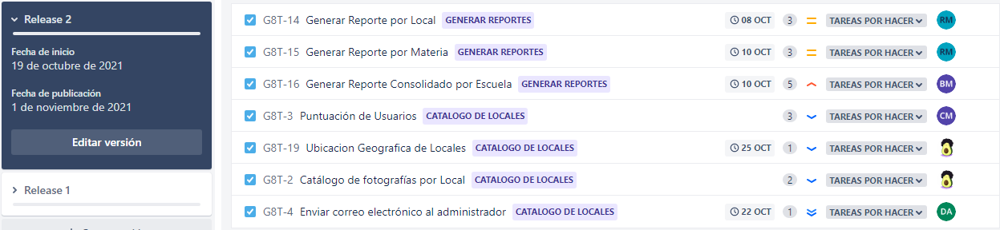 Release 2
Fecha de inicio
19 de octubre de 2021
Fecha de publicación
1 de noviembre de 2021
Editar versión
Release 1
G8T-14 Generar Reporte por Local GENERAR REPORTES 08 OCT 3 TAREAS POR HACER RM
G8T-15 Generar Reporte por Materia GENERAR REPORTES 10 OCT 3 TAREAS POR HACER RM
G8T-16 Generar Reporte Consolidado por Escuela GENERAR REPORTES 10 OCT 5 TAREAS POR HACER BM
G8T-3 Puntuación de Usuarios CATALOGO DE LOCALES 3 TAREAS POR HACER CM
G8T-19 Ubicacion Geografica de Locales CATALOGO DE LOCALES 25 OCT 1 TAREAS POR HACER
G8T-2 Catálogo de fotografías por Local CATALOGO DE LOCALES 2 TAREAS POR HACER
G8T-4 Enviar correo electrónico al administrador CATALOGO DE LOCALES 22 OCT 1 TAREAS POR HACER DA